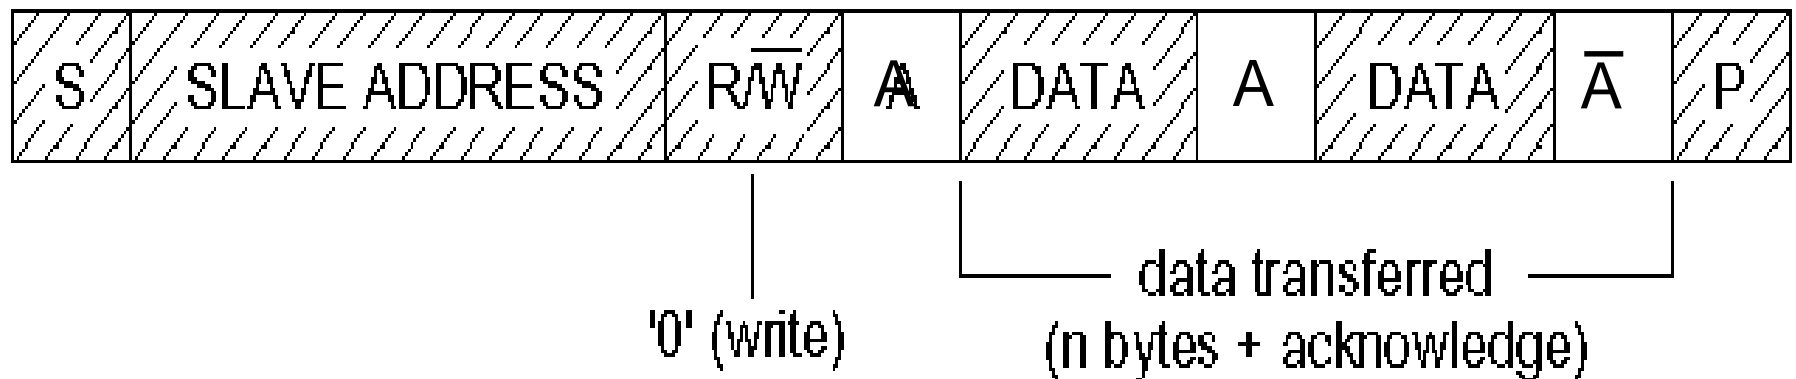 S SLAVE ADDRESS R/W̅ A DATA A DATA A̅ P
data transferred
'0' (write)
(n bytes + acknowledge)